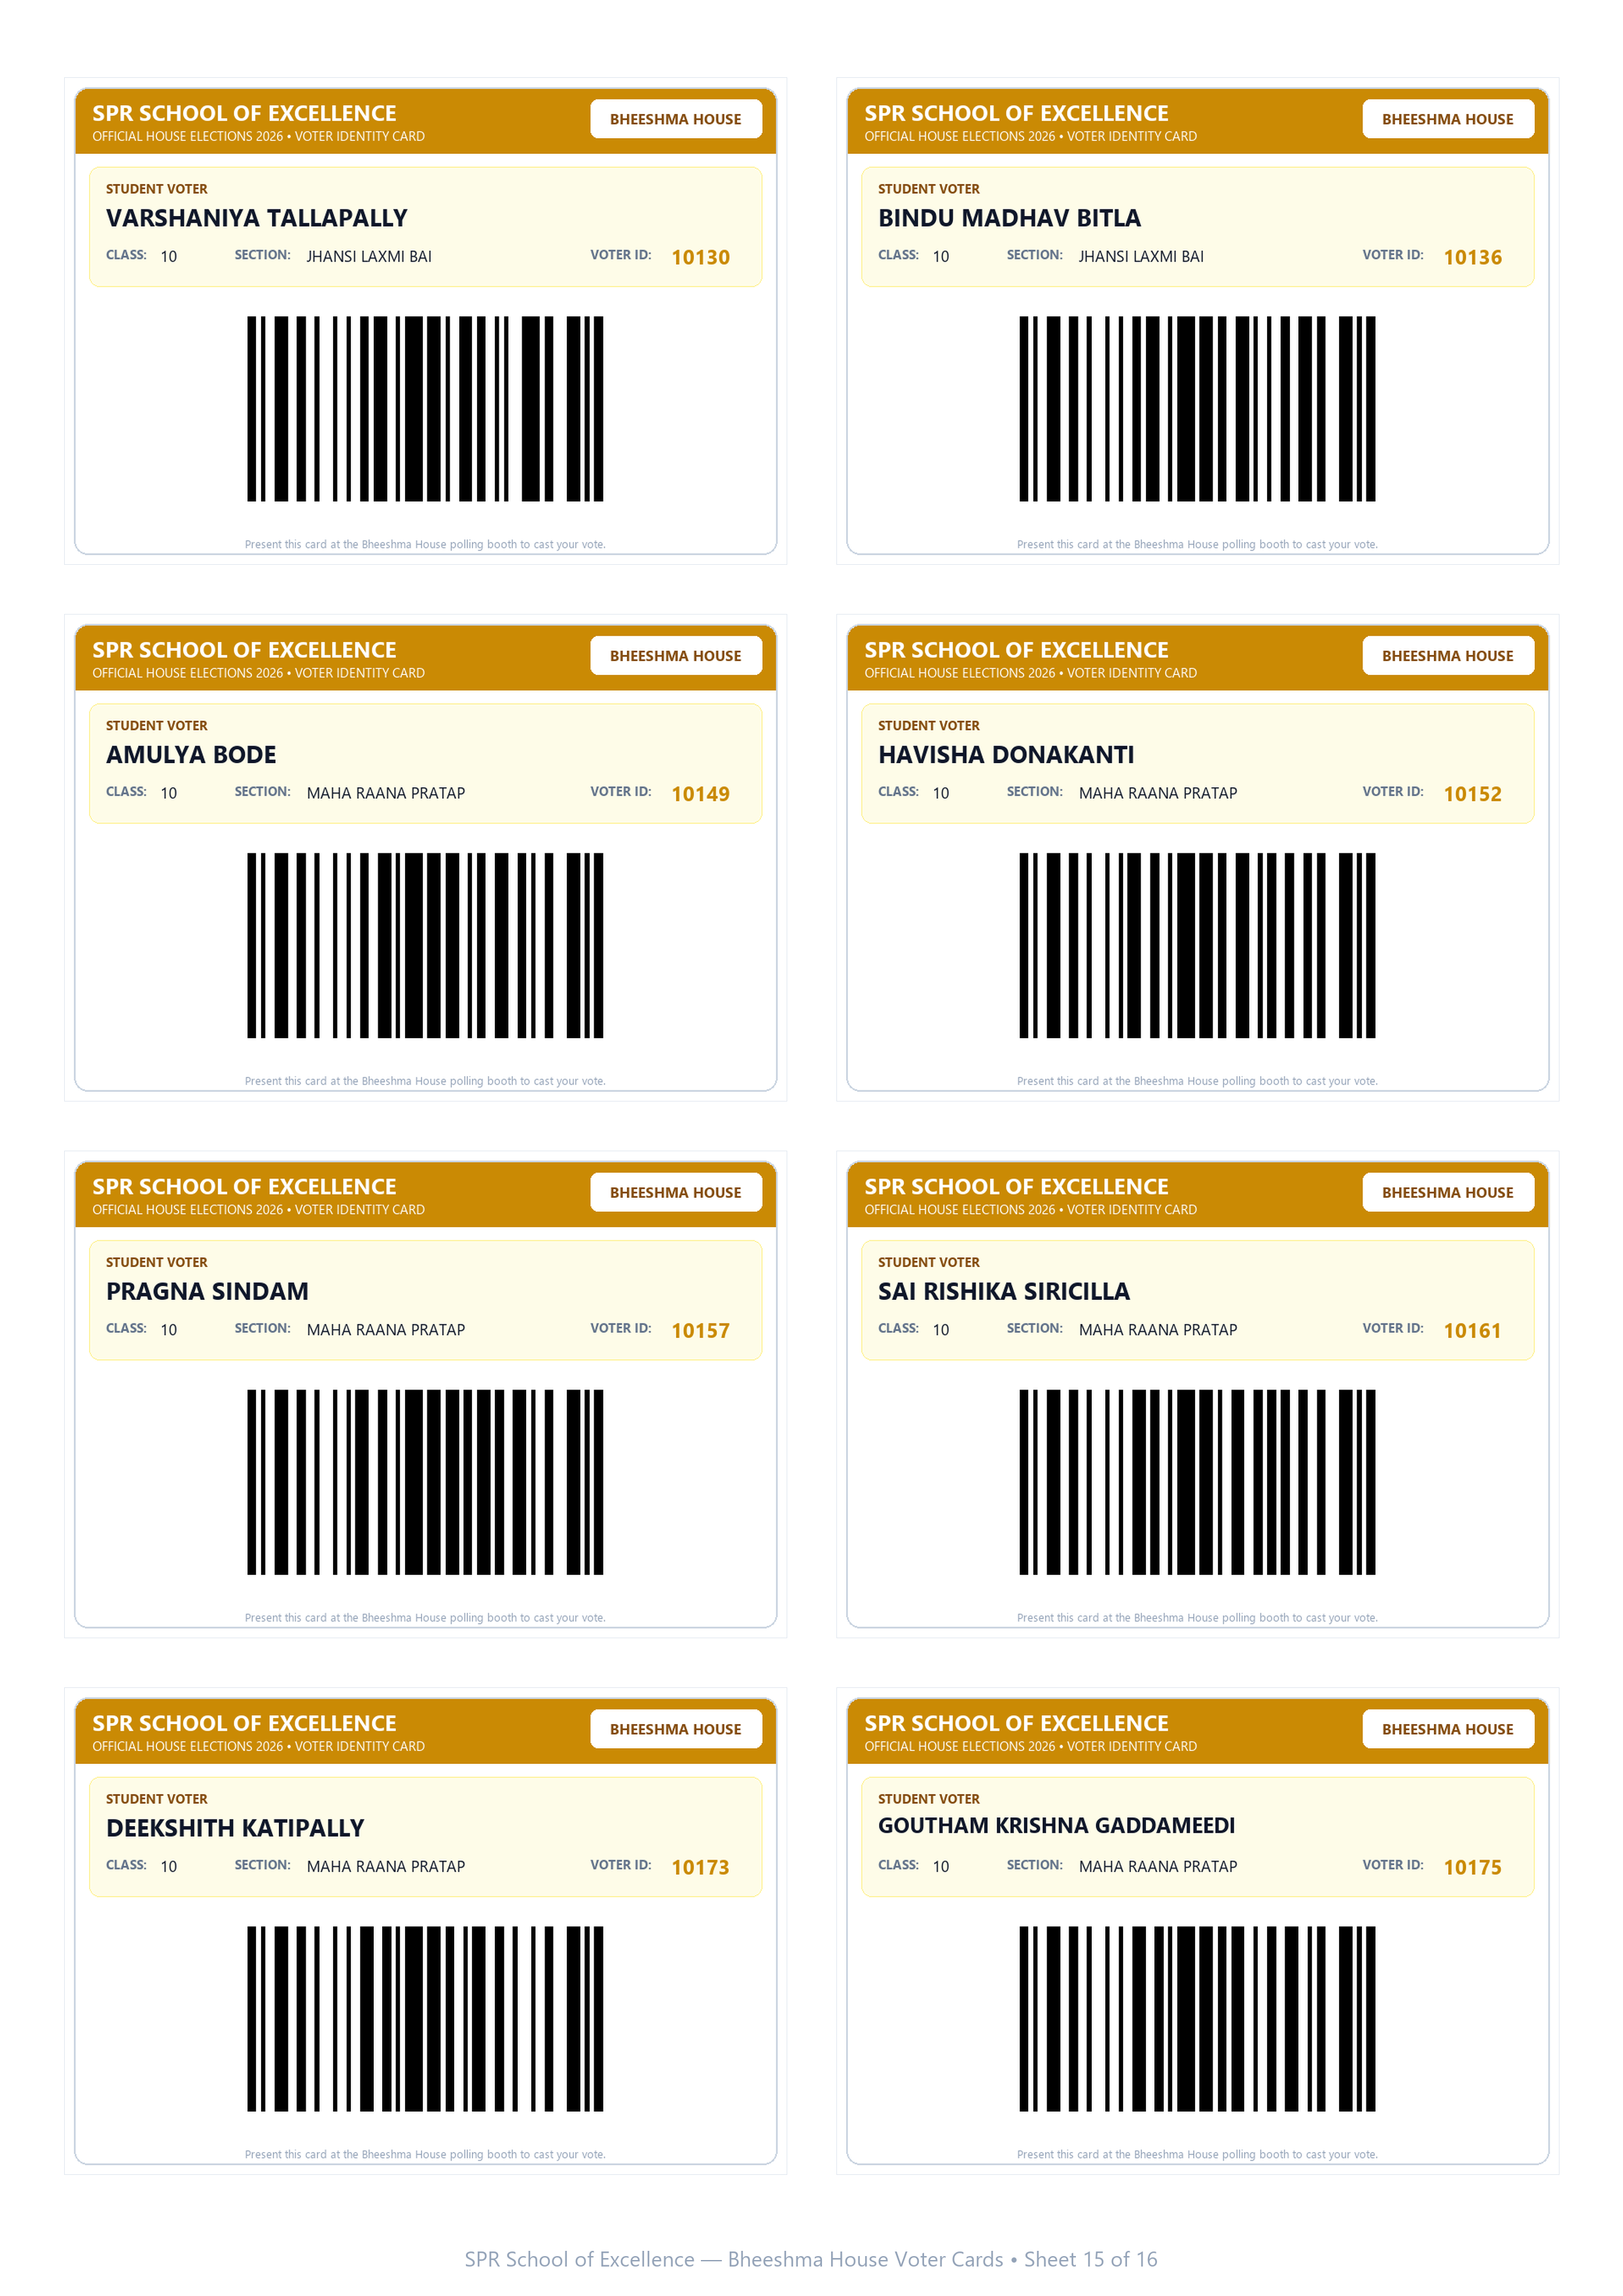 SPR SCHOOL OF EXCELLENCE
OFFICIAL HOUSE ELECTIONS 2026 • VOTER IDENTITY CARD
BHEESHMA HOUSE
STUDENT VOTER
VARSHANIYA TALLAPALLY
CLASS: 10 SECTION: JHANSI LAXMI BAI VOTER ID: 10130
Present this card at the Bheeshma House polling booth to cast your vote.
SPR SCHOOL OF EXCELLENCE
OFFICIAL HOUSE ELECTIONS 2026 • VOTER IDENTITY CARD
BHEESHMA HOUSE
STUDENT VOTER
BINDU MADHAV BITLA
CLASS: 10 SECTION: JHANSI LAXMI BAI VOTER ID: 10136
Present this card at the Bheeshma House polling booth to cast your vote.
SPR SCHOOL OF EXCELLENCE
OFFICIAL HOUSE ELECTIONS 2026 • VOTER IDENTITY CARD
BHEESHMA HOUSE
STUDENT VOTER
AMULYA BODE
CLASS: 10 SECTION: MAHA RAANA PRATAP VOTER ID: 10149
Present this card at the Bheeshma House polling booth to cast your vote.
SPR SCHOOL OF EXCELLENCE
OFFICIAL HOUSE ELECTIONS 2026 • VOTER IDENTITY CARD
BHEESHMA HOUSE
STUDENT VOTER
HAVISHA DONAKANTI
CLASS: 10 SECTION: MAHA RAANA PRATAP VOTER ID: 10152
Present this card at the Bheeshma House polling booth to cast your vote.
SPR SCHOOL OF EXCELLENCE
OFFICIAL HOUSE ELECTIONS 2026 • VOTER IDENTITY CARD
BHEESHMA HOUSE
STUDENT VOTER
PRAGNA SINDAM
CLASS: 10 SECTION: MAHA RAANA PRATAP VOTER ID: 10157
Present this card at the Bheeshma House polling booth to cast your vote.
SPR SCHOOL OF EXCELLENCE
OFFICIAL HOUSE ELECTIONS 2026 • VOTER IDENTITY CARD
BHEESHMA HOUSE
STUDENT VOTER
SAI RISHIKA SIRICILLA
CLASS: 10 SECTION: MAHA RAANA PRATAP VOTER ID: 10161
Present this card at the Bheeshma House polling booth to cast your vote.
SPR SCHOOL OF EXCELLENCE
OFFICIAL HOUSE ELECTIONS 2026 • VOTER IDENTITY CARD
BHEESHMA HOUSE
STUDENT VOTER
DEEKSHITH KATIPALLY
CLASS: 10 SECTION: MAHA RAANA PRATAP VOTER ID: 10173
Present this card at the Bheeshma House polling booth to cast your vote.
SPR SCHOOL OF EXCELLENCE
OFFICIAL HOUSE ELECTIONS 2026 • VOTER IDENTITY CARD
BHEESHMA HOUSE
STUDENT VOTER
GOUTHAM KRISHNA GADDAMEEDI
CLASS: 10 SECTION: MAHA RAANA PRATAP VOTER ID: 10175
Present this card at the Bheeshma House polling booth to cast your vote.
SPR School of Excellence — Bheeshma House Voter Cards • Sheet 15 of 16